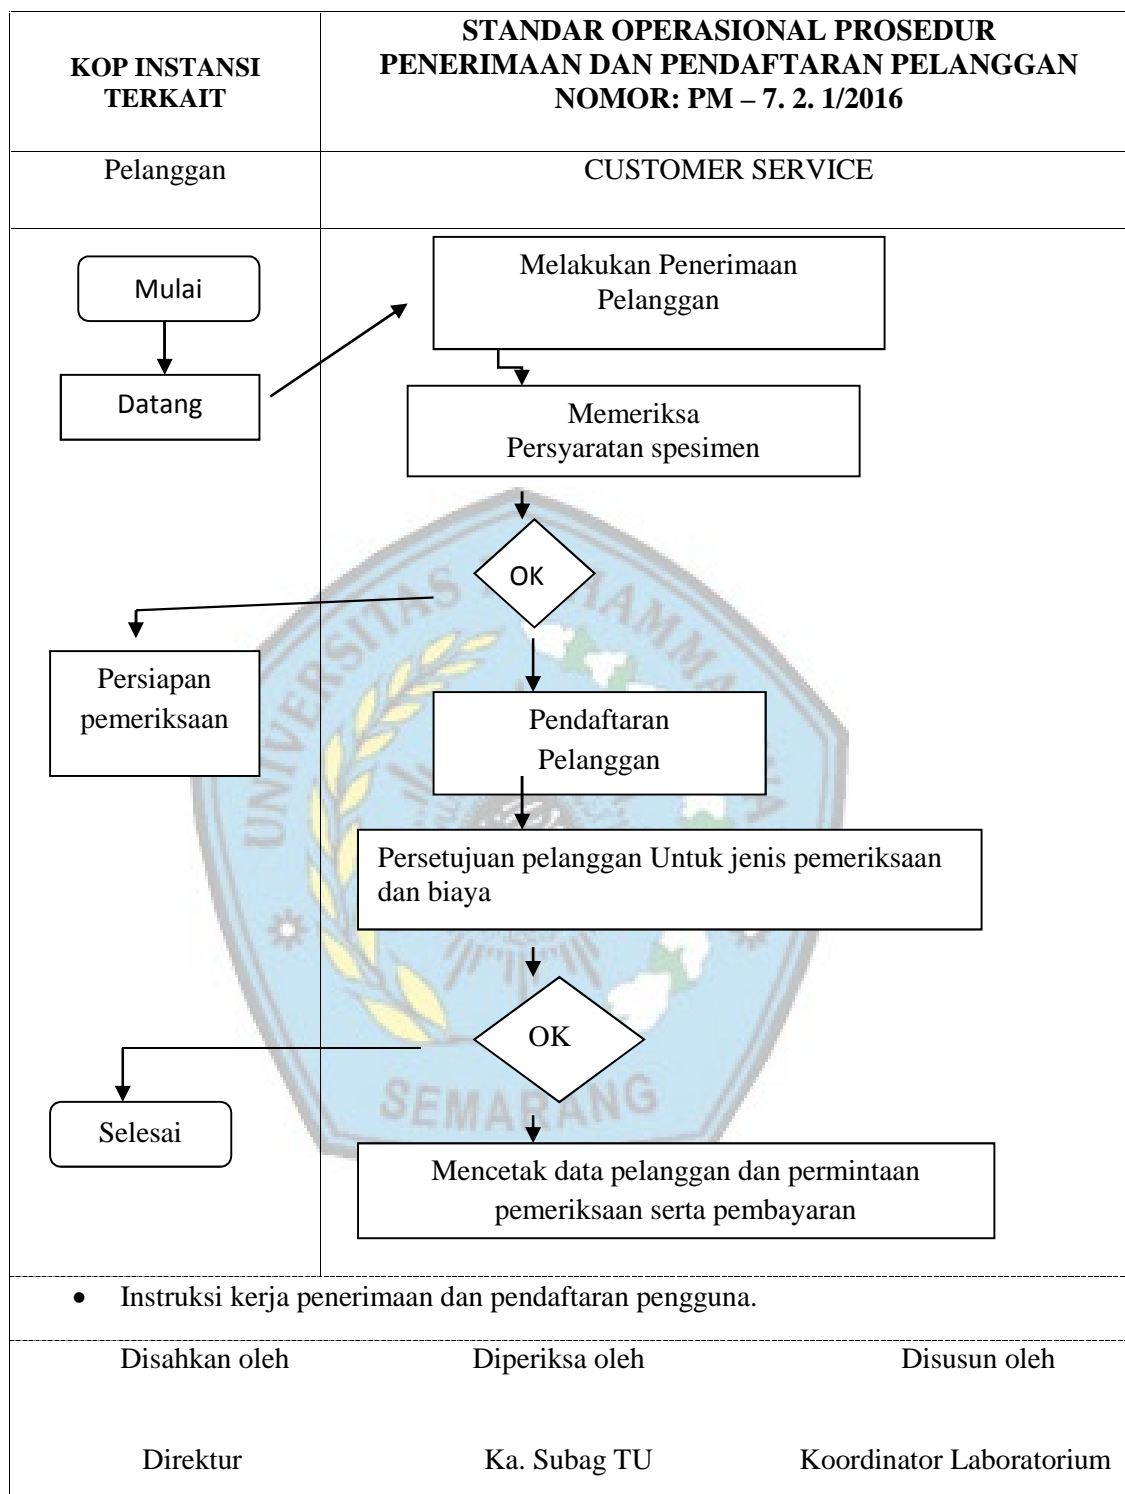 KOP INSTANSI
TERKAIT
STANDAR OPERASIONAL PROSEDUR
PENERIMAAN DAN PENDAFTARAN PELANGGAN
NOMOR: PM – 7. 2. 1/2016
Pelanggan
CUSTOMER SERVICE
Mulai
Datang
Melakukan Penerimaan
Pelanggan
Memeriksa
Persyaratan spesimen
OK
Persiapan
pemeriksaan
Pendaftaran
Pelanggan
Persetujuan pelanggan Untuk jenis pemeriksaan
dan biaya
OK
Selesai
Mencetak data pelanggan dan permintaan
pemeriksaan serta pembayaran
UNIVERSITAS
SEMARANG
• Instruksi kerja penerimaan dan pendaftaran pengguna.
Disahkan oleh
Diperiksa oleh
Disusun oleh
Direktur
Ka. Subag TU
Koordinator Laboratorium